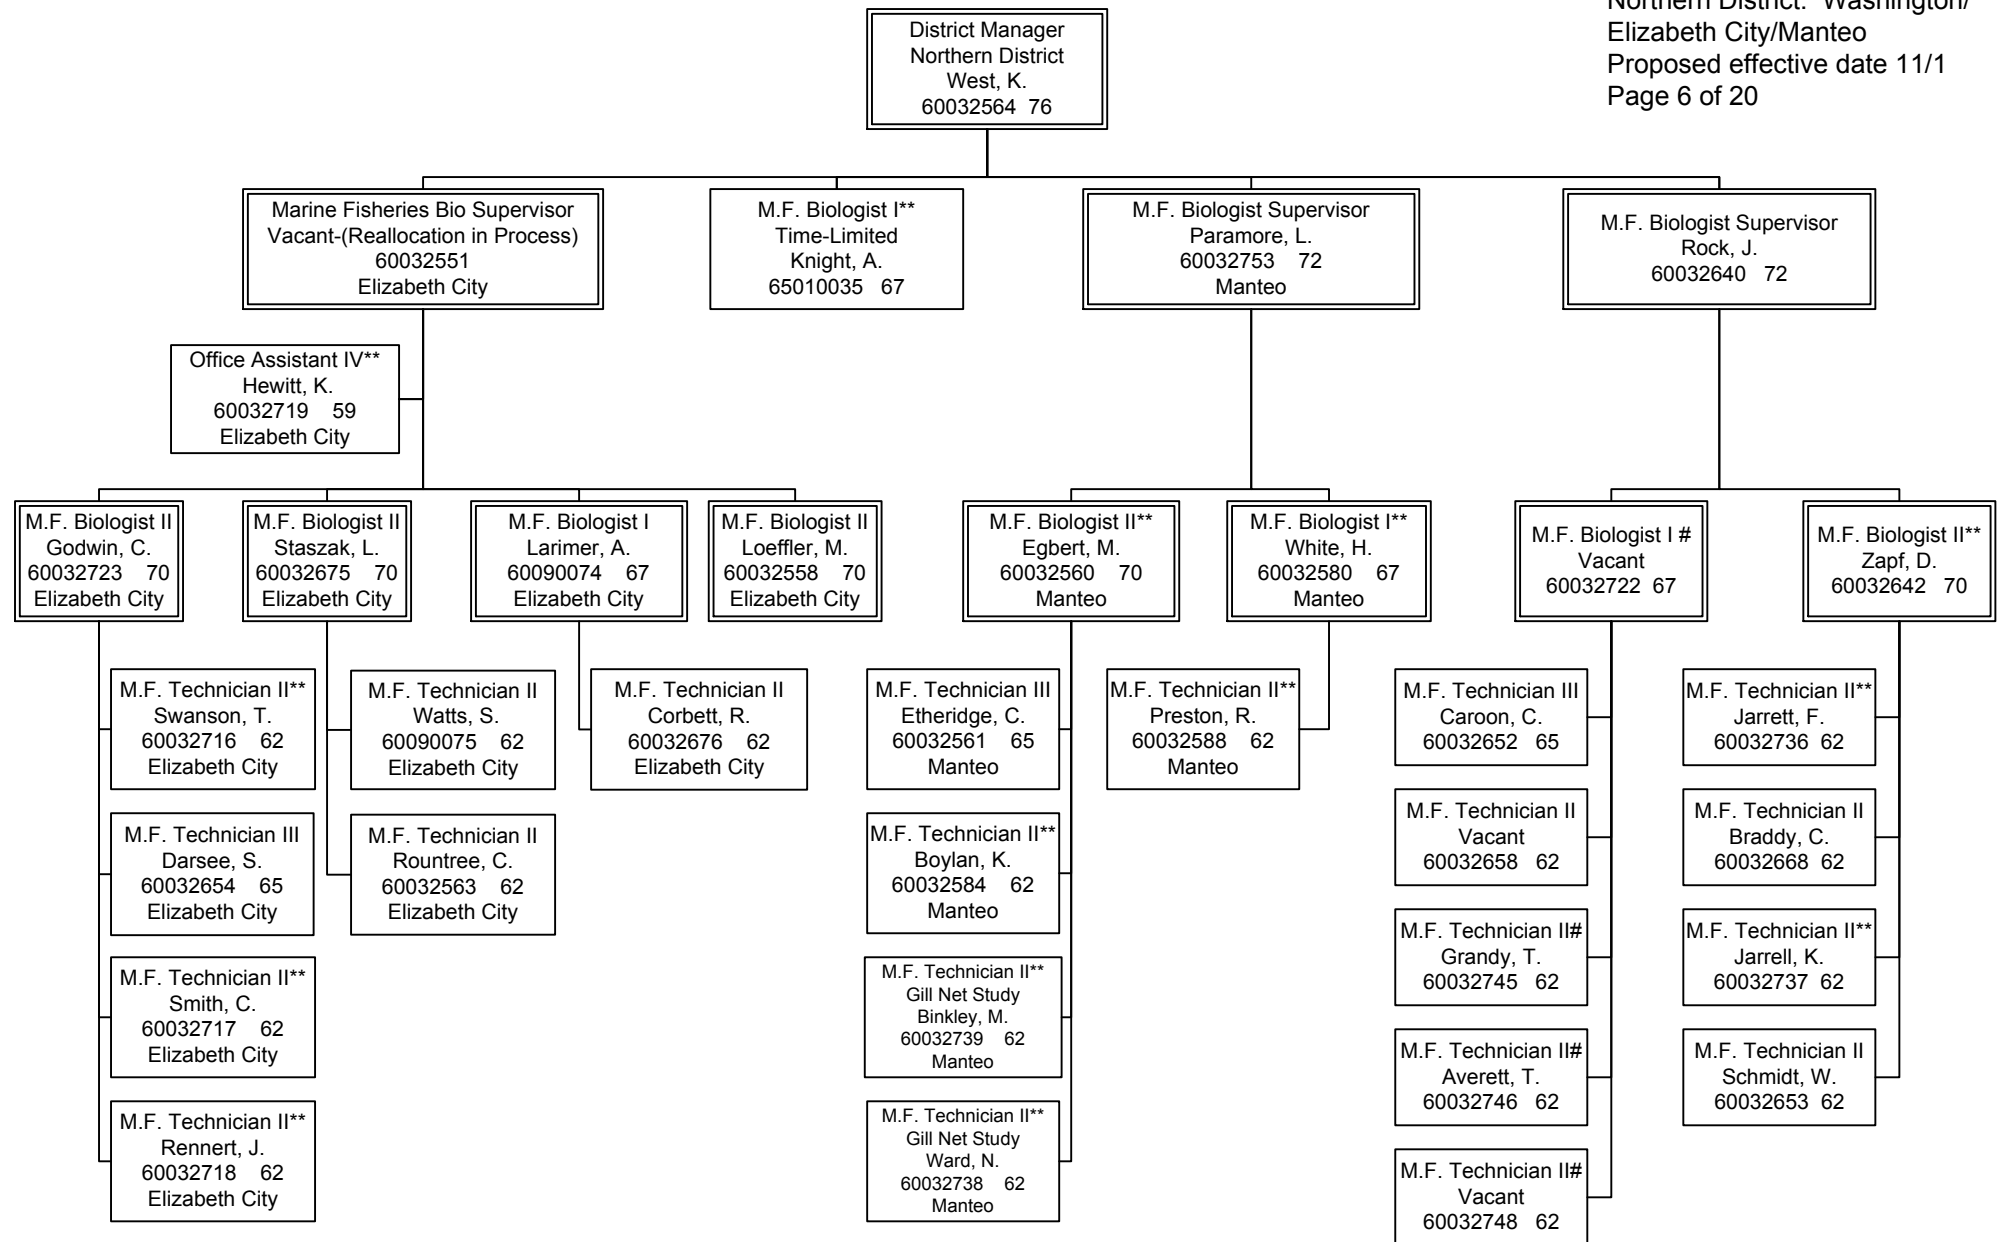 Northern District: Washington/
Elizabeth City/Manteo
Proposed effective date 11/1
Page 6 of 20
District Manager
Northern District
West, K.
60032564 76
Marine Fisheries Bio Supervisor
Vacant-(Reallocation in Process)
60032551
Elizabeth City
M.F. Biologist I**
Time-Limited
Knight, A.
65010035 67
M.F. Biologist Supervisor
Paramore, L.
60032753 72
Manteo
M.F. Biologist Supervisor
Rock, J.
60032640 72
Office Assistant IV**
Hewitt, K.
60032719 59
Elizabeth City
M.F. Biologist II
Godwin, C.
60032723 70
Elizabeth City
M.F. Biologist II
Staszak, L.
60032675 70
Elizabeth City
M.F. Biologist I
Larimer, A.
60090074 67
Elizabeth City
M.F. Biologist II
Loeffler, M.
60032558 70
Elizabeth City
M.F. Biologist II**
Egbert, M.
60032560 70
Manteo
M.F. Biologist I**
White, H.
60032580 67
Manteo
M.F. Biologist I #
Vacant
60032722 67
M.F. Biologist II**
Zapf, D.
60032642 70
M.F. Technician II**
Swanson, T.
60032716 62
Elizabeth City
M.F. Technician II
Watts, S.
60090075 62
Elizabeth City
M.F. Technician II
Corbett, R.
60032676 62
Elizabeth City
M.F. Technician III
Etheridge, C.
60032561 65
Manteo
M.F. Technician II**
Preston, R.
60032588 62
Manteo
M.F. Technician III
Caroon, C.
60032652 65
M.F. Technician II**
Jarrett, F.
60032736 62
M.F. Technician III
Darsee, S.
60032654 65
Elizabeth City
M.F. Technician II
Rountree, C.
60032563 62
Elizabeth City
M.F. Technician II**
Boylan, K.
60032584 62
Manteo
M.F. Technician II
Vacant
60032658 62
M.F. Technician II
Braddy, C.
60032668 62
M.F. Technician II**
Smith, C.
60032717 62
Elizabeth City
M.F. Technician II**
Gill Net Study
Binkley, M.
60032739 62
Manteo
M.F. Technician II#
Grandy, T.
60032745 62
M.F. Technician II**
Jarrell, K.
60032737 62
M.F. Technician II#
Averett, T.
60032746 62
M.F. Technician II
Schmidt, W.
60032653 62
M.F. Technician II**
Rennert, J.
60032718 62
Elizabeth City
M.F. Technician II**
Gill Net Study
Ward, N.
60032738 62
Manteo
M.F. Technician II#
Vacant
60032748 62